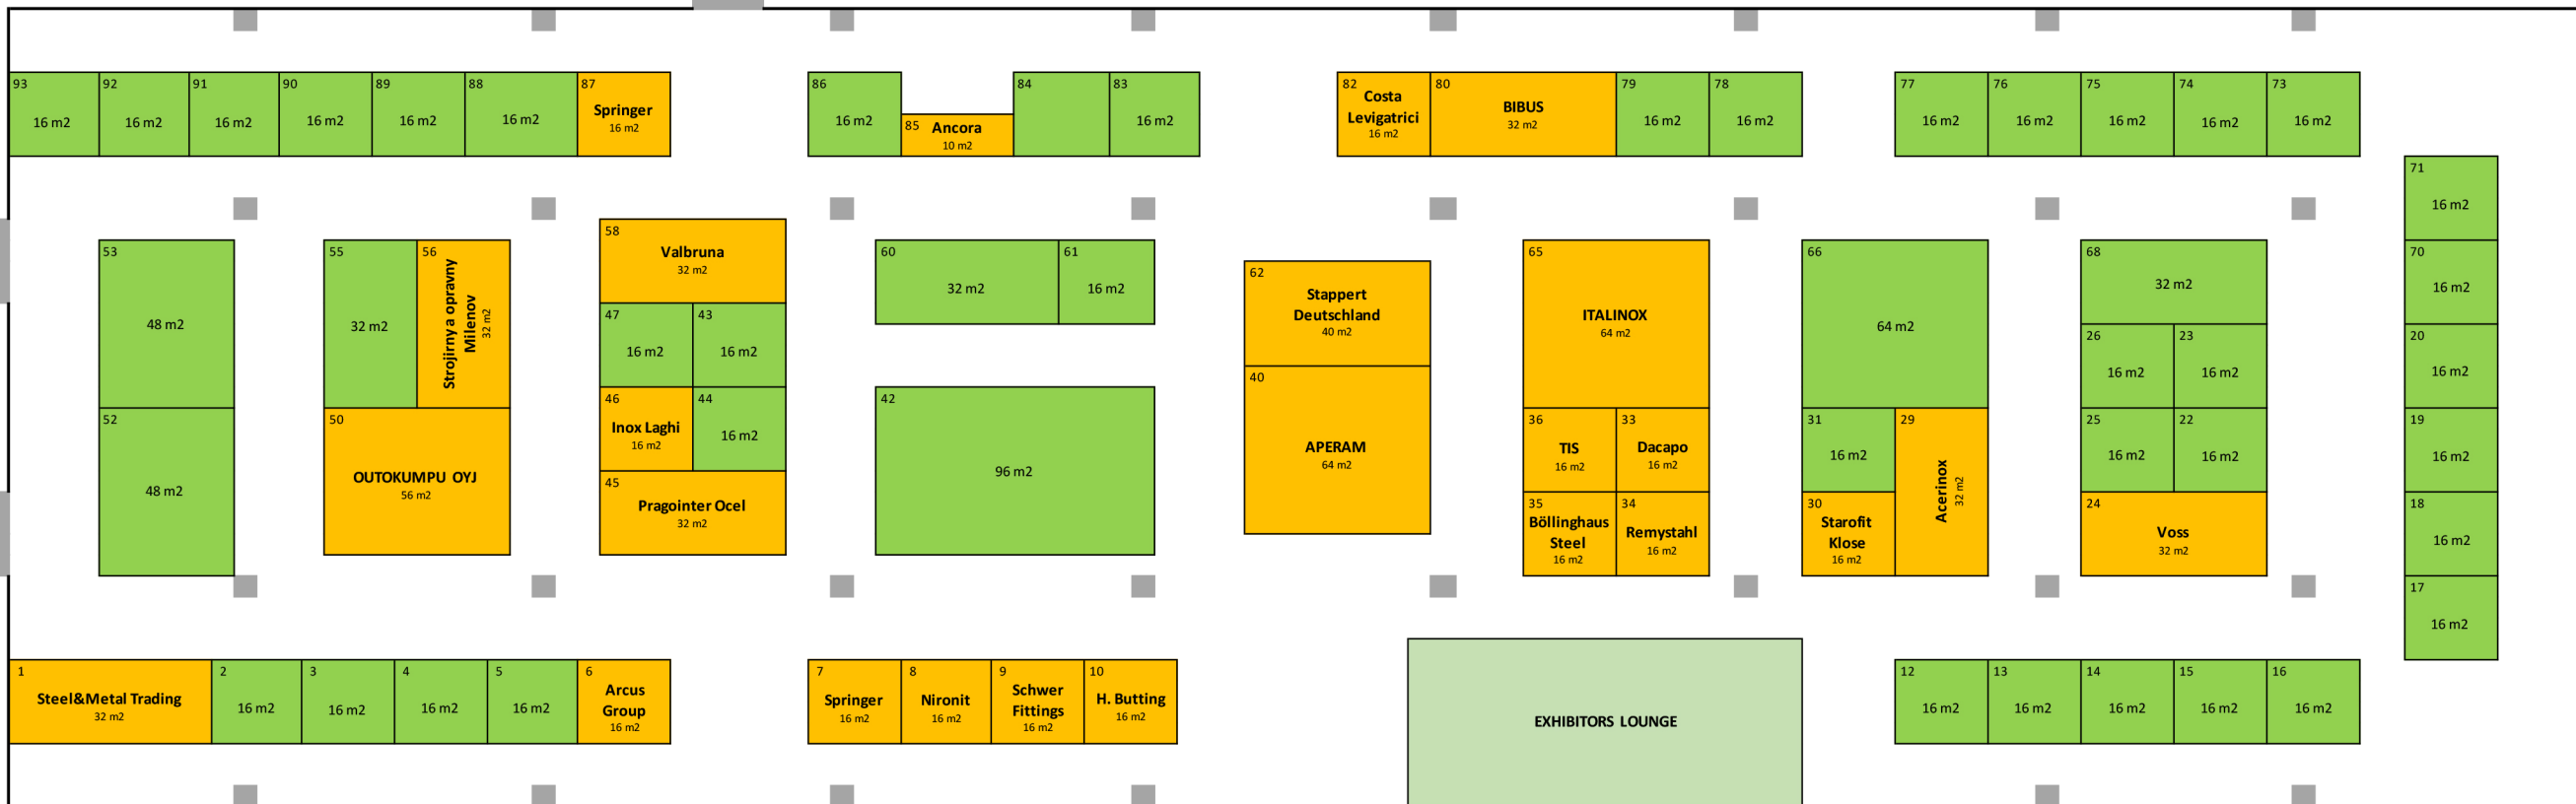 93
16 m2
92
16 m2
91
16 m2
90
16 m2
89
16 m2
88
16 m2
87
Springer
16 m2
86
16 m2
85
Ancora
10 m2
84
83
16 m2
82
Costa
Levigatrici
16 m2
80
BIBUS
32 m2
79
16 m2
78
16 m2
77
16 m2
76
16 m2
75
16 m2
74
16 m2
73
16 m2
71
16 m2
70
16 m2
20
16 m2
19
16 m2
18
16 m2
17
16 m2
53
48 m2
52
48 m2
55
32 m2
56
Strojirny a opravny
Milenov
32 m2
50
OUTOKUMPU OYJ
56 m2
58
Valbruna
32 m2
47
16 m2
43
16 m2
46
Inox Laghi
16 m2
44
16 m2
45
Pragointer Ocel
32 m2
60
32 m2
61
16 m2
42
96 m2
62
Stappert
Deutschland
40 m2
40
APERAM
64 m2
65
ITALINOX
64 m2
36
TIS
16 m2
33
Dacapo
16 m2
35
Böllinghaus
Steel
16 m2
34
Remystahl
16 m2
66
64 m2
31
16 m2
29
Acerinox
32 m2
30
Starofit
Klose
16 m2
68
32 m2
26
16 m2
23
16 m2
25
16 m2
22
16 m2
24
Voss
32 m2
1
Steel&Metal Trading
32 m2
2
16 m2
3
16 m2
4
16 m2
5
16 m2
6
Arcus
Group
16 m2
7
Springer
16 m2
8
Nironit
16 m2
9
Schwer
Fittings
16 m2
10
H. Butting
16 m2
EXHIBITORS LOUNGE
12
16 m2
13
16 m2
14
16 m2
15
16 m2
16
16 m2